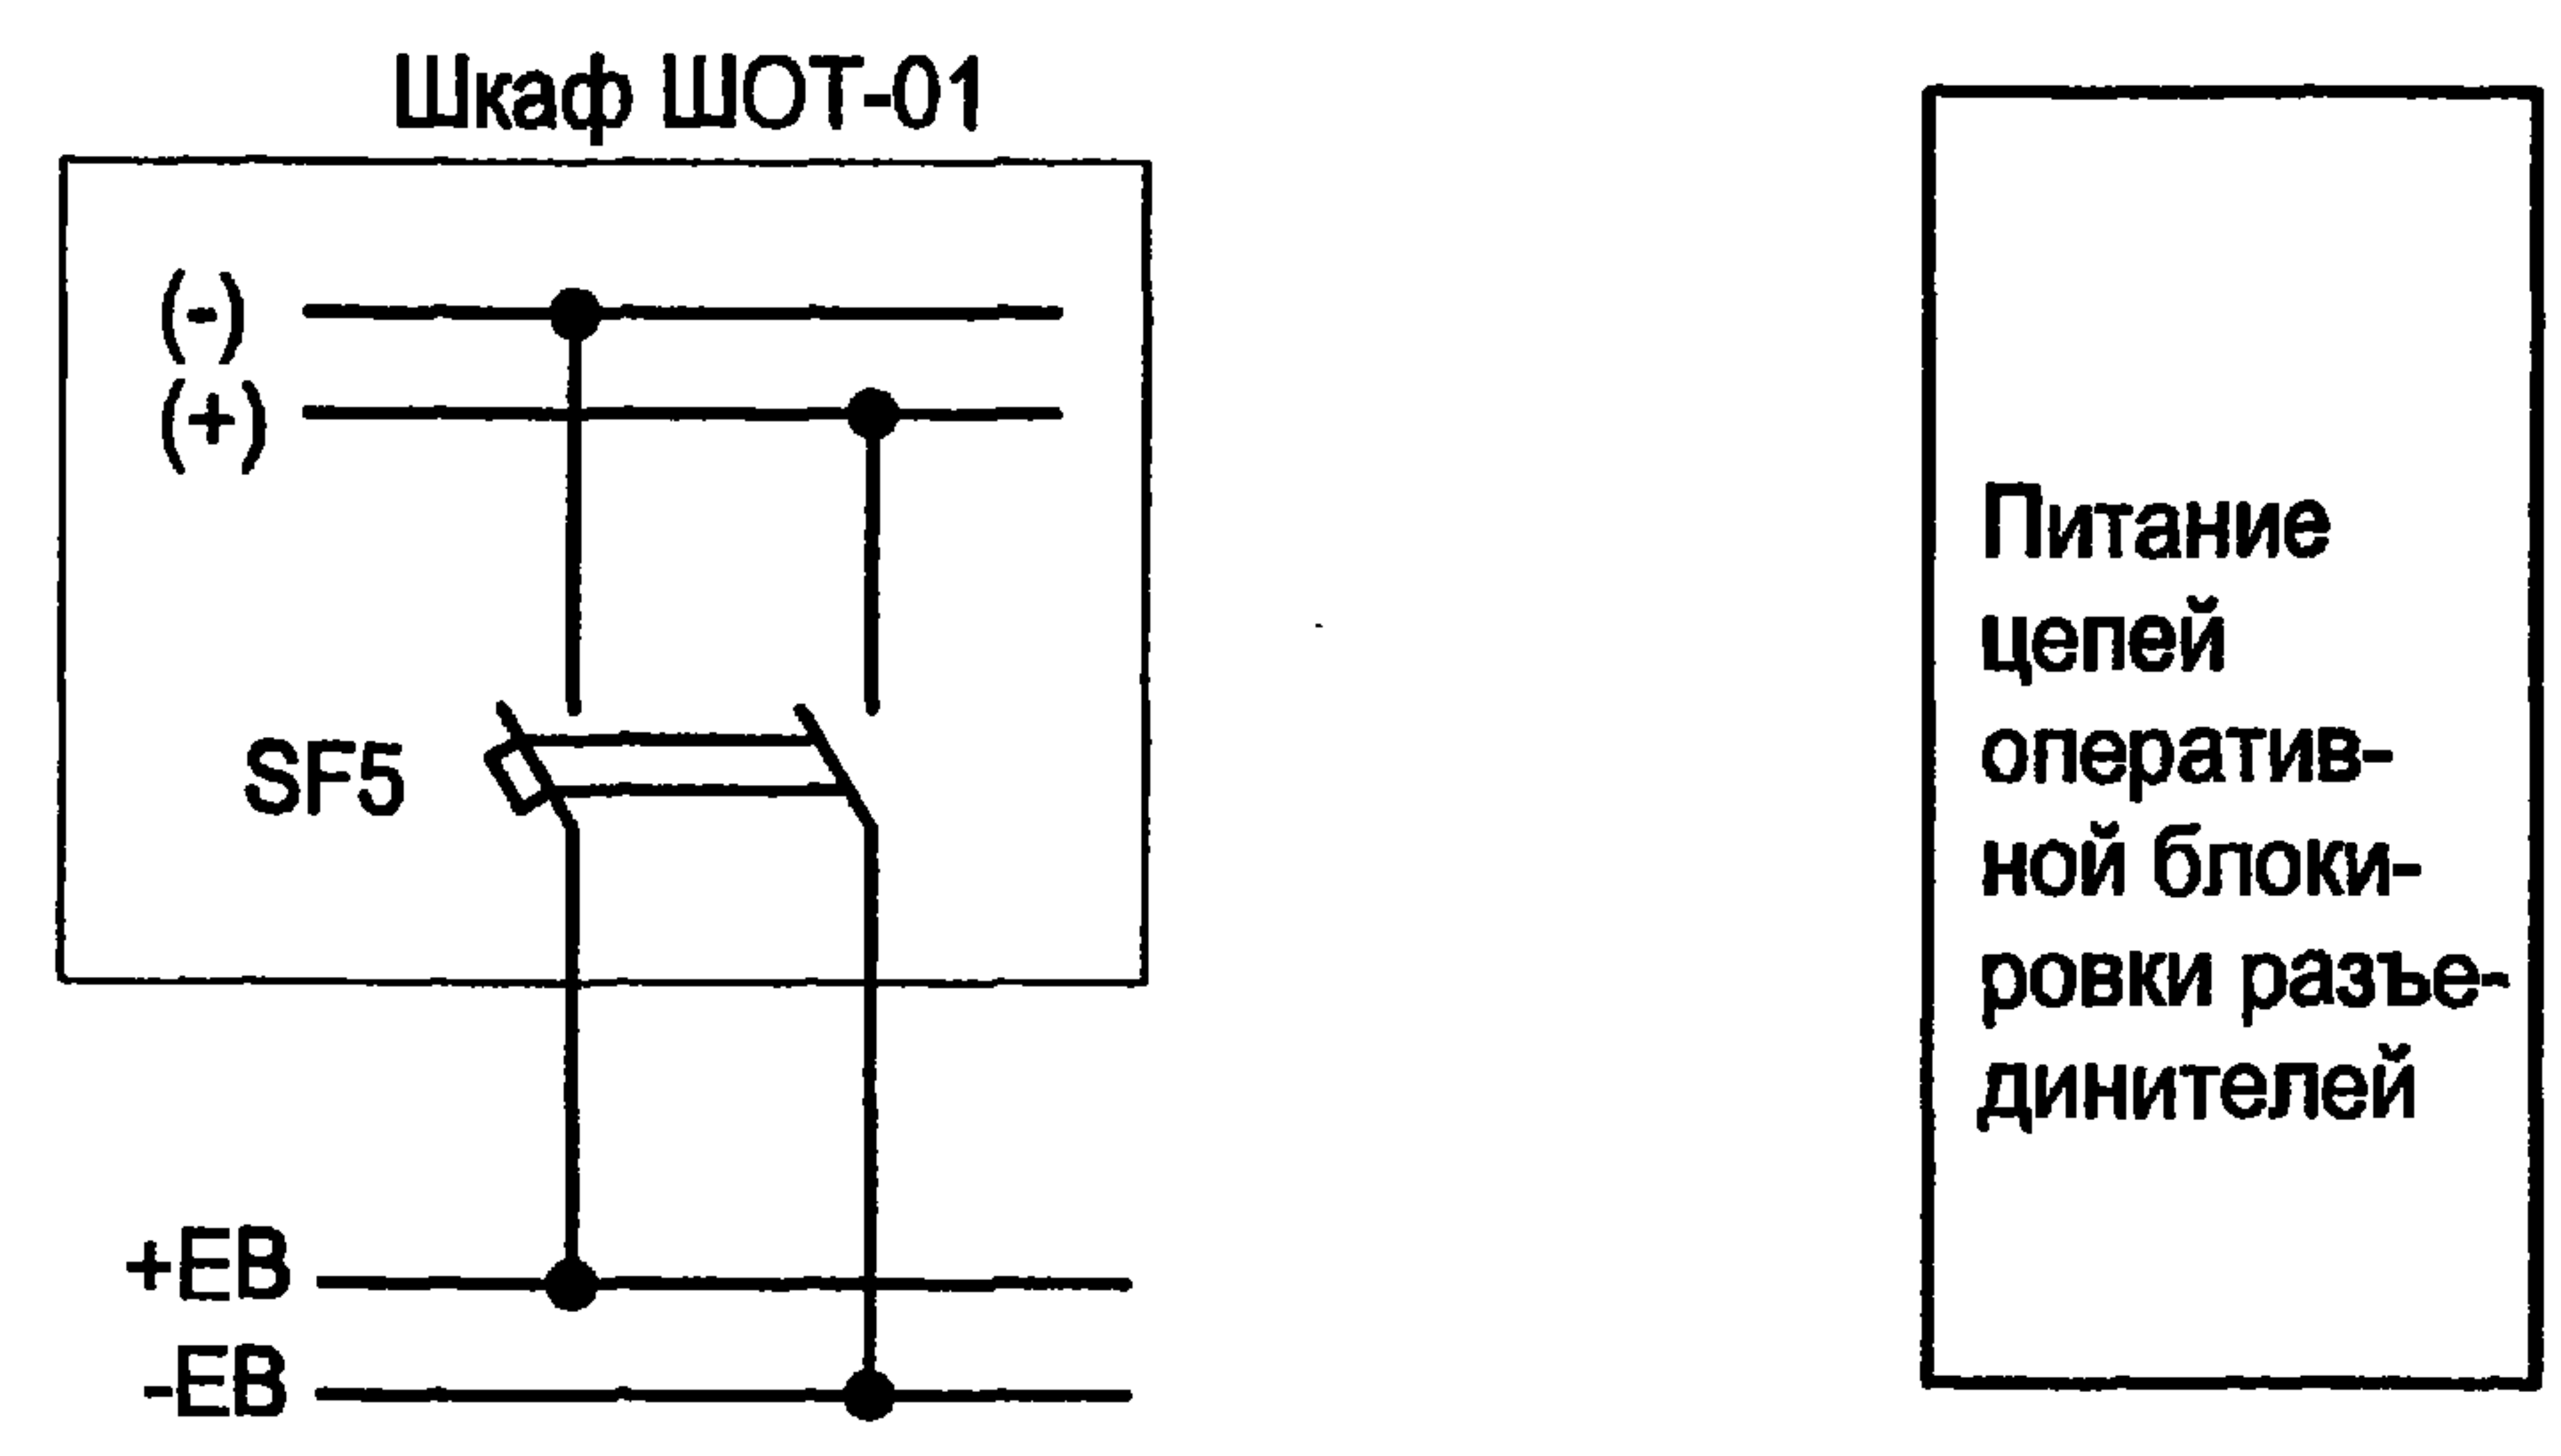 Шкаф ШОТ-01
(-)
(+)
SF5
+EB
-EB
Питание
цепей
оператив-
ной блоки-
ровки разъе-
динителей